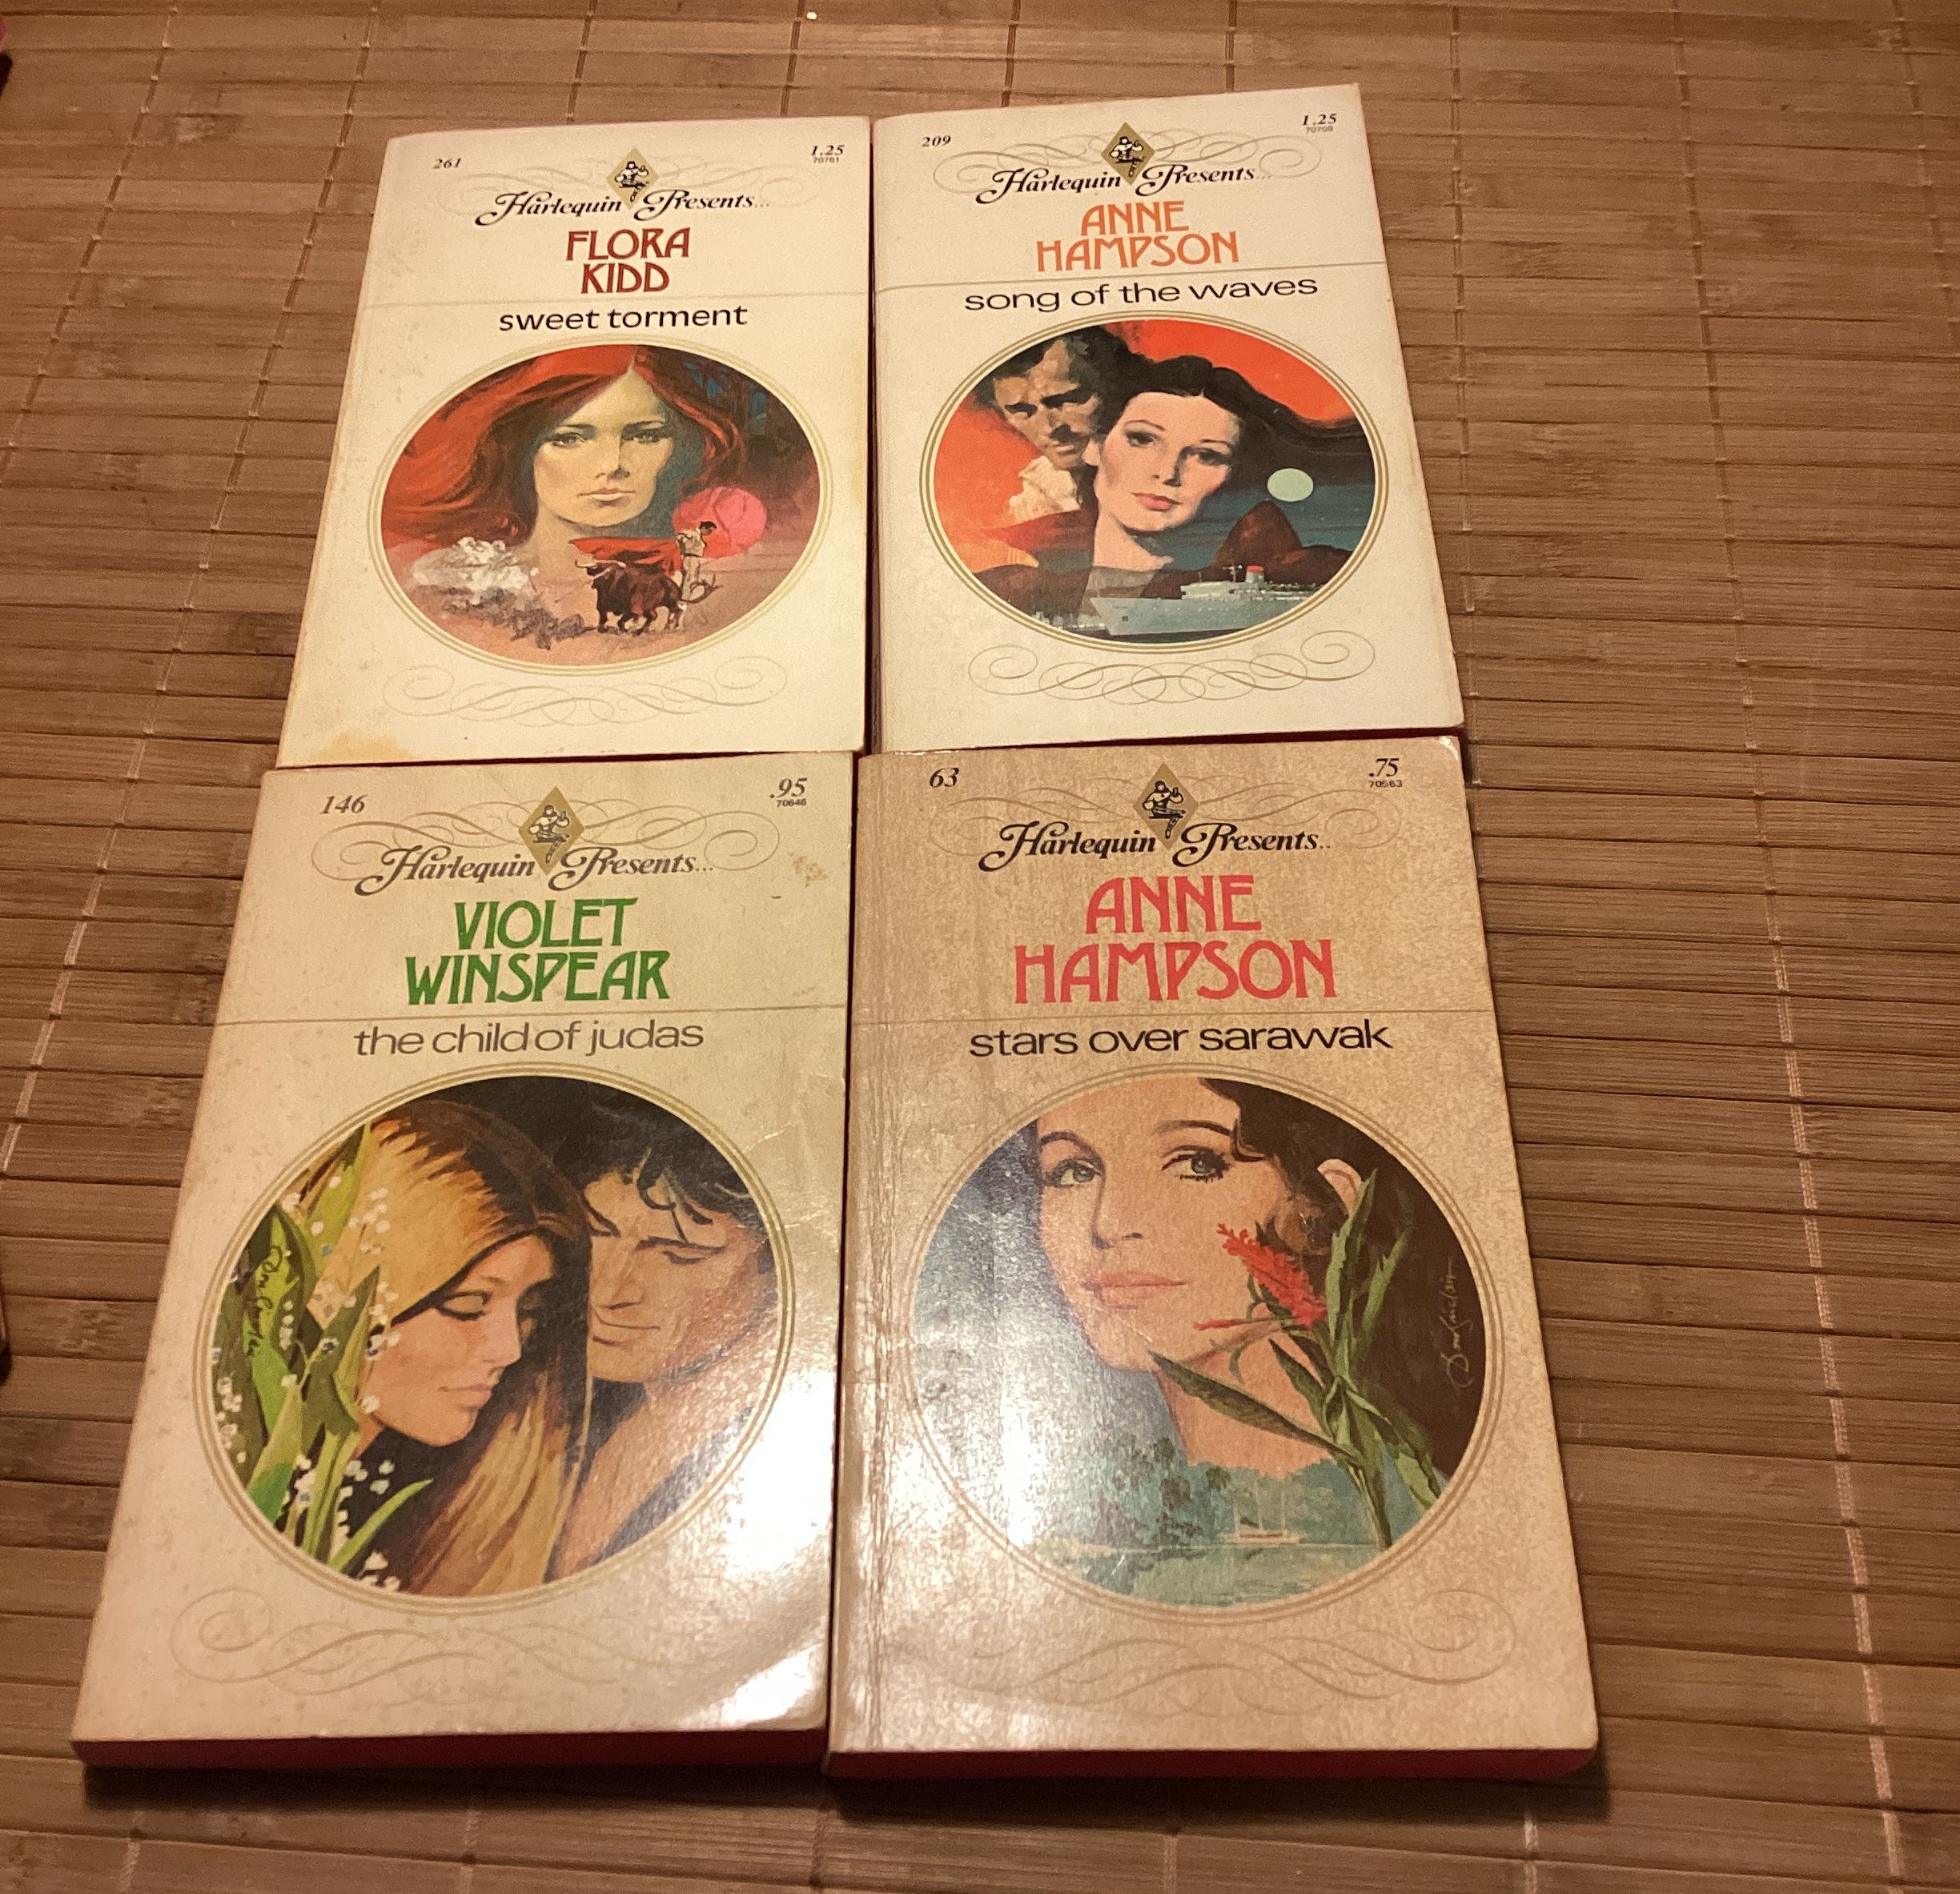 261
1.25
70761
Harlequin Presents...
FLORA
KIDD
sweet torment
209
1.25
70709
Harlequin Presents...
ANNE
HAMPSON
song of the waves
146
.95
70646
Harlequin Presents...
VIOLET
WINSPEAR
the child of judas
63
.75
70563
Harlequin Presents..
ANNE
HAMPSON
stars over sarawak